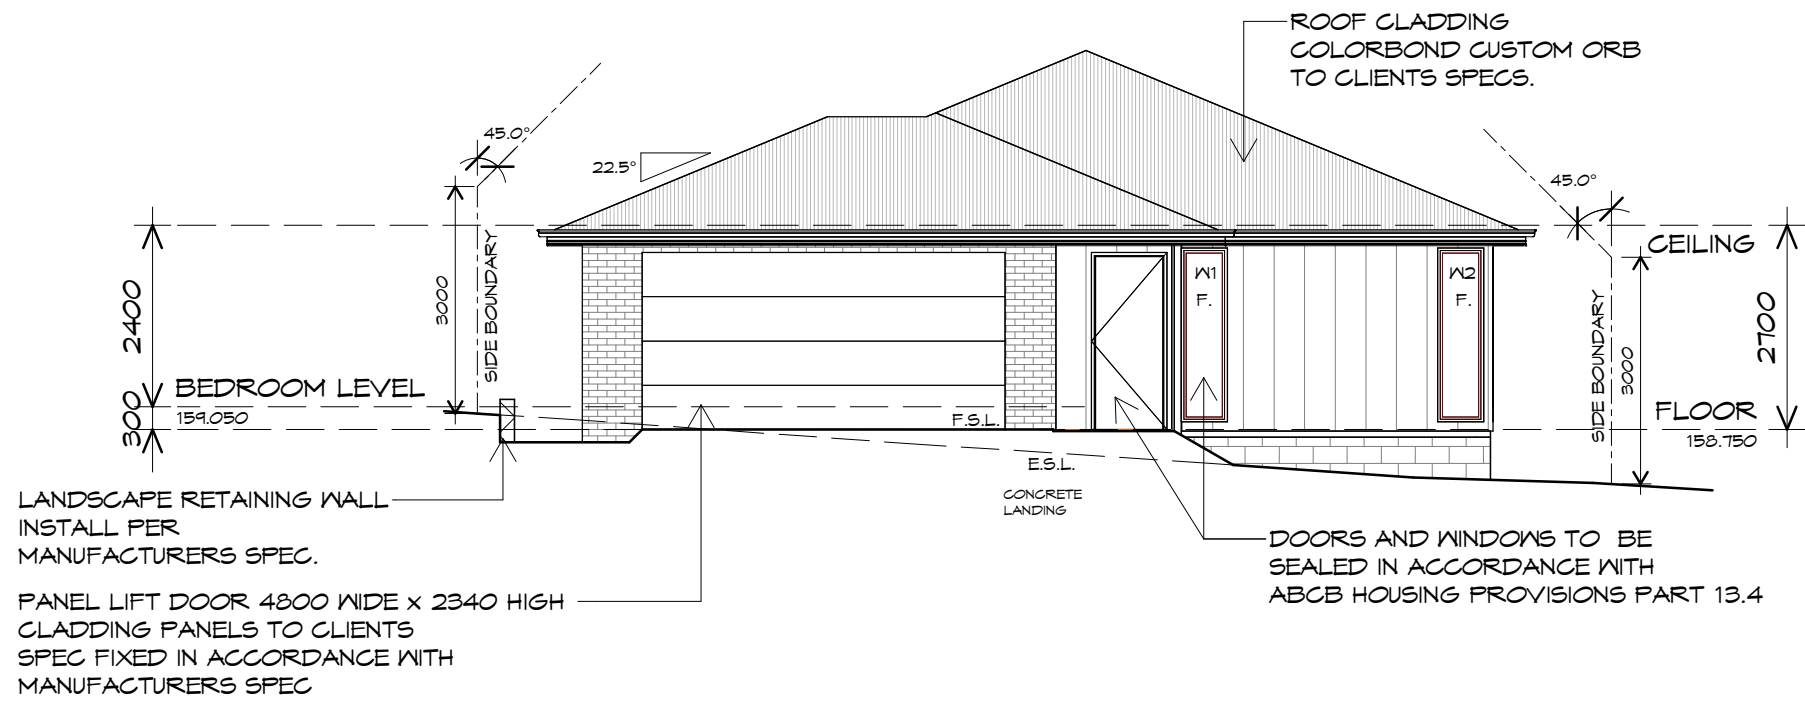 ROOF CLADDING
COLORBOND CUSTOM ORB
TO CLIENTS SPECS.
45.0°
22.5°
45.0°
CEILING
2400
3000
SIDE BOUNDARY
W1
F.
W2
F.
SIDE BOUNDARY
3000
2700
BEDROOM LEVEL
159.050
300
F.S.L.
FLOOR
158.750
E.S.L.
CONCRETE
LANDING
LANDSCAPE RETAINING WALL
INSTALL PER
MANUFACTURERS SPEC.
DOORS AND WINDOWS TO BE
SEALED IN ACCORDANCE WITH
ABCB HOUSING PROVISIONS PART 13.4
PANEL LIFT DOOR 4800 WIDE x 2340 HIGH
CLADDING PANELS TO CLIENTS
SPEC FIXED IN ACCORDANCE WITH
MANUFACTURERS SPEC